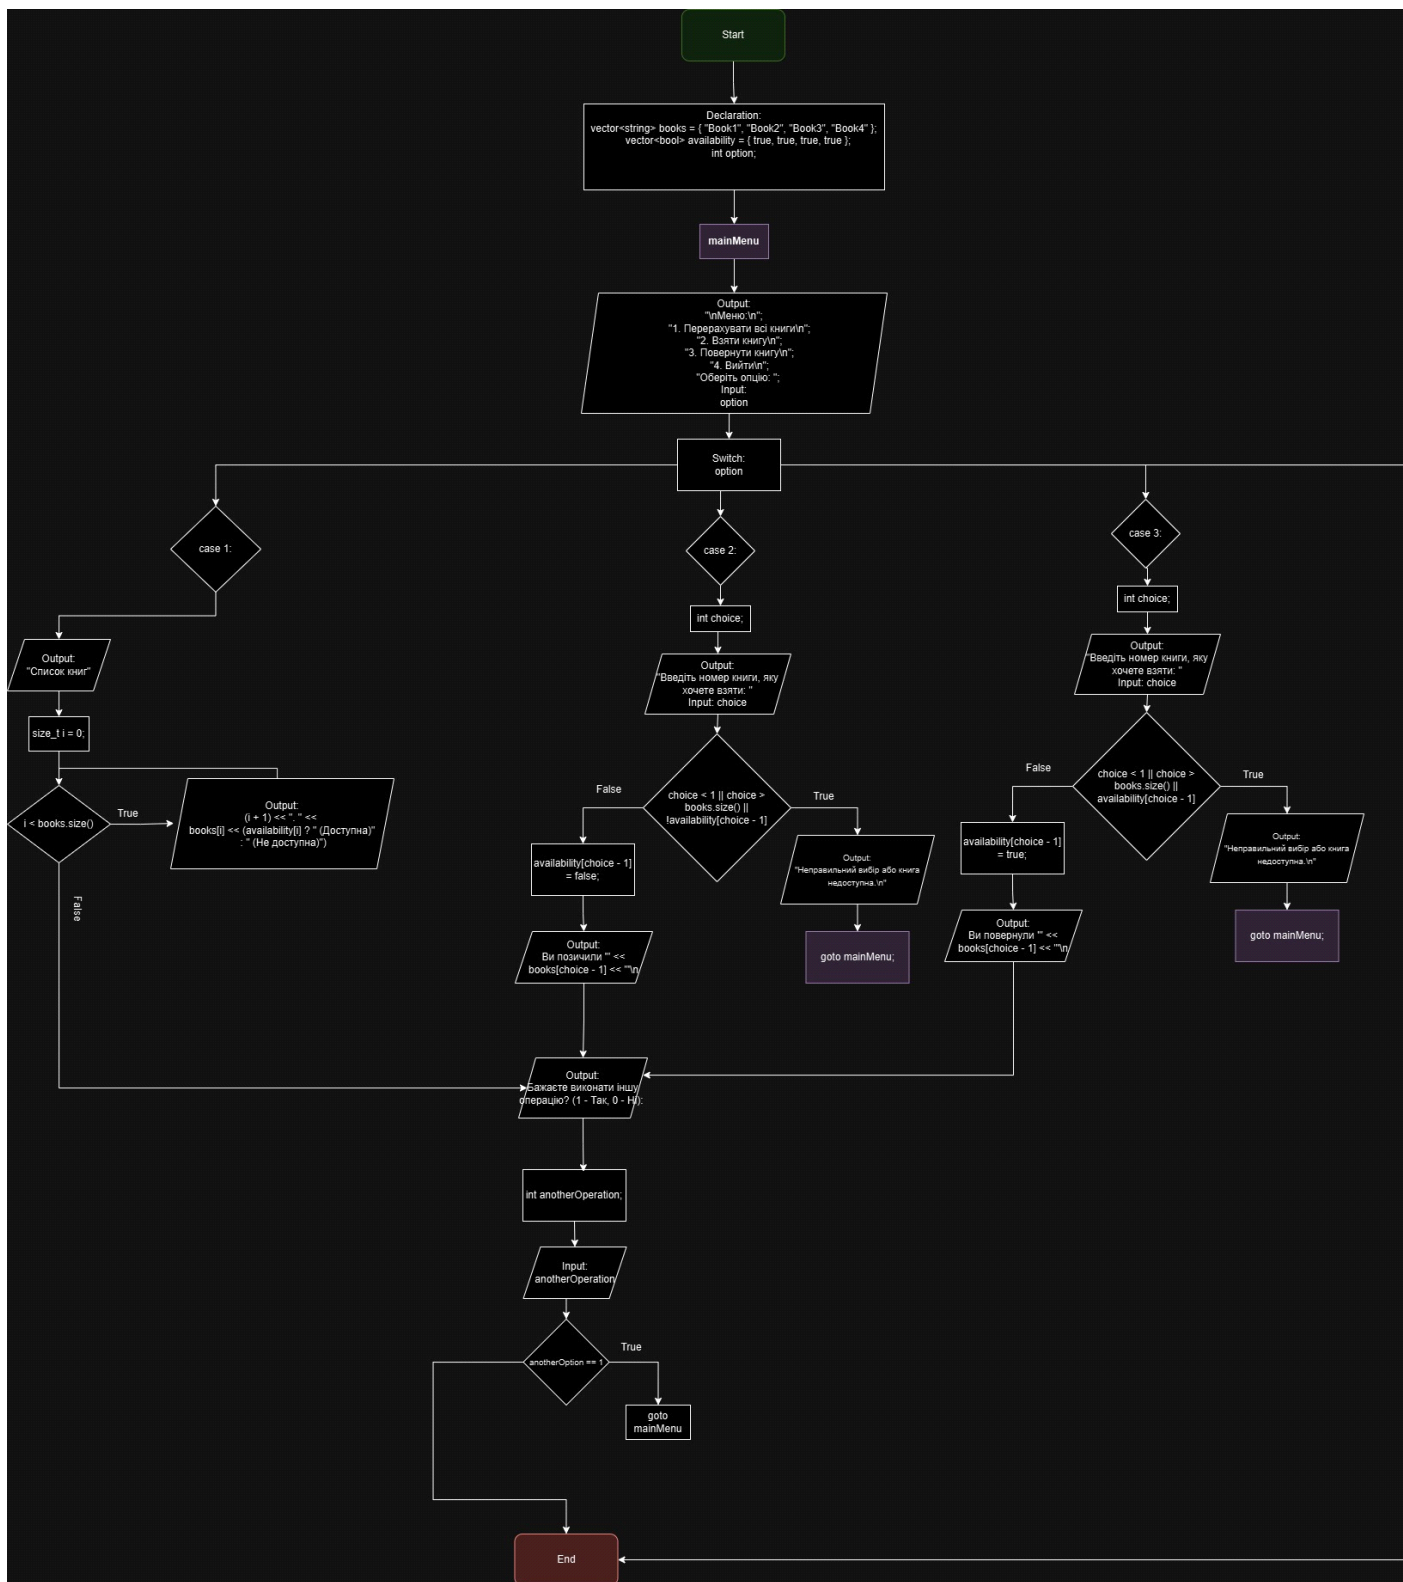 Start
Declaration:
vector<string> books = { "Book1", "Book2", "Book3", "Book4" };
vector<bool> availability = { true, true, true, true };
int option;
mainMenu
Output:
"\nМеню:\n";
"1. Перерахувати всі книги\n";
"2. Взяти книгу\n";
"3. Повернути книгу\n";
"4. Вийти\n";
"Оберіть опцію: ";
Input:
option
Switch:
option
case 1:
Output:
"Список книг"
size_t i = 0;
i < books.size()
True
Output:
(i + 1) << ". " <<
books[i] << (availability[i] ? " (Доступна)"
: " (Не доступна)")
False
case 2:
int choice;
Output:
"Введіть номер книги, яку
хочете взяти: "
Input: choice
choice < 1 || choice >
books.size() ||
!availability[choice - 1]
False
True
availability[choice - 1]
= false;
Output:
Ви позичили '" <<
books[choice - 1] << "'\n
Output:
"Неправильний вибір або книга
недоступна.\n"
goto mainMenu;
case 3:
int choice;
Output:
"Введіть номер книги, яку
хочете взяти: "
Input: choice
choice < 1 || choice >
books.size() ||
availability[choice - 1]
False
True
availability[choice - 1]
= true;
Output:
Ви повернули '" <<
books[choice - 1] << "'\n
Output:
"Неправильний вибір або книга
недоступна.\n"
goto mainMenu;
Output:
Бажаєте виконати іншу
операцію? (1 - Так, 0 - Ні):
int anotherOperation;
Input:
anotherOperation
anotherOption == 1
True
goto
mainMenu
End